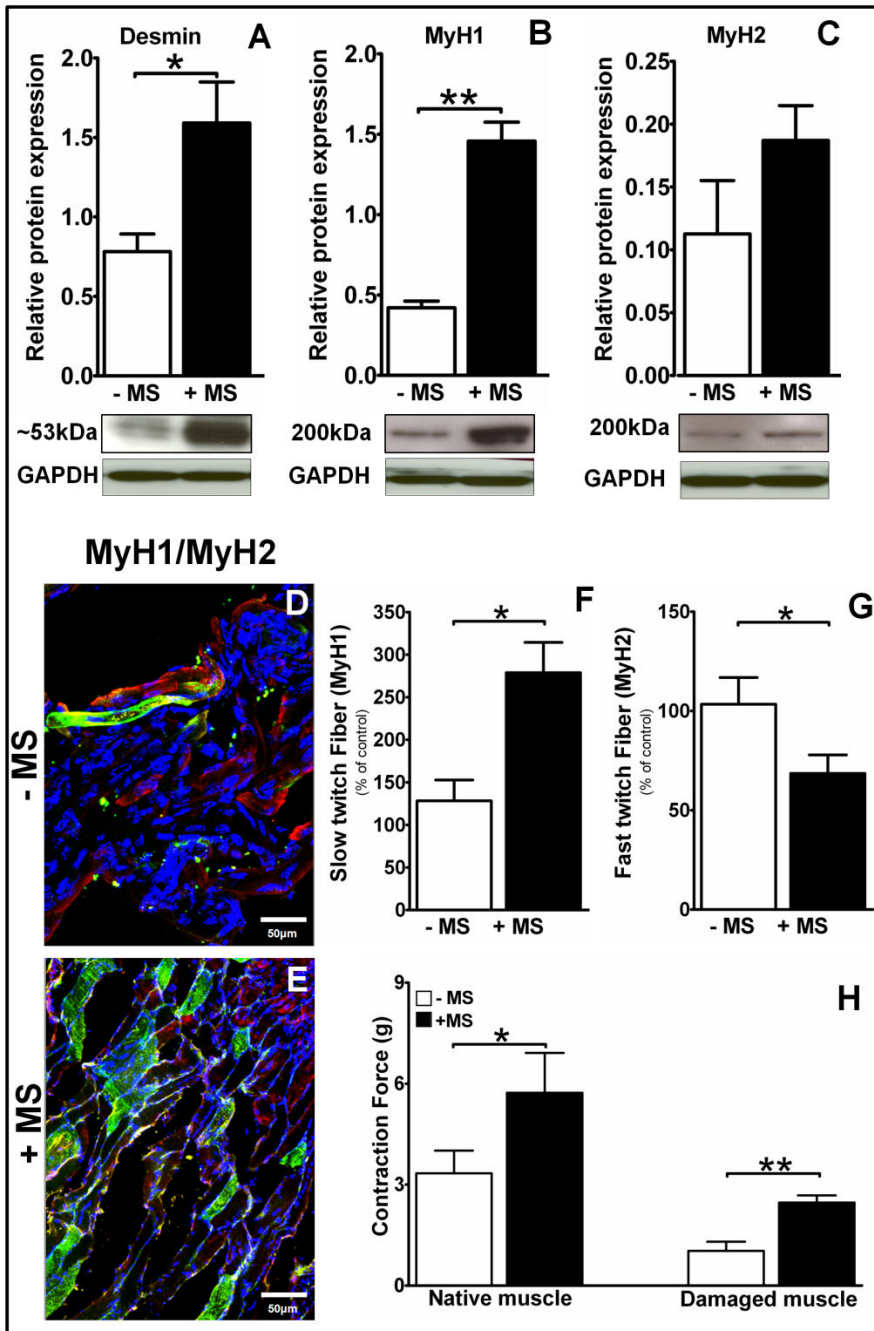 Desmin A
Relative protein expression
2.0
1.5
1.0
0.5
0.0
*
- MS + MS
~53kDa
GAPDH
MyH1 B
Relative protein expression
2.0
1.5
1.0
0.5
0.0
**
- MS + MS
200kDa
GAPDH
MyH2 C
Relative protein expression
0.25
0.20
0.15
0.10
0.05
0.00
- MS + MS
200kDa
GAPDH
MyH1/MyH2
- MS
D
50µm
+ MS
E
50µm
F
Slow twitch Fiber (MyH1)
(% of control)
350
300
250
200
150
100
50
0
*
- MS + MS
G
Fast twitch Fiber (MyH2)
(% of control)
150
100
50
0
*
- MS + MS
H
Contraction Force (g)
9
6
3
0
- MS
+MS
*
**
Native muscle Damaged muscle